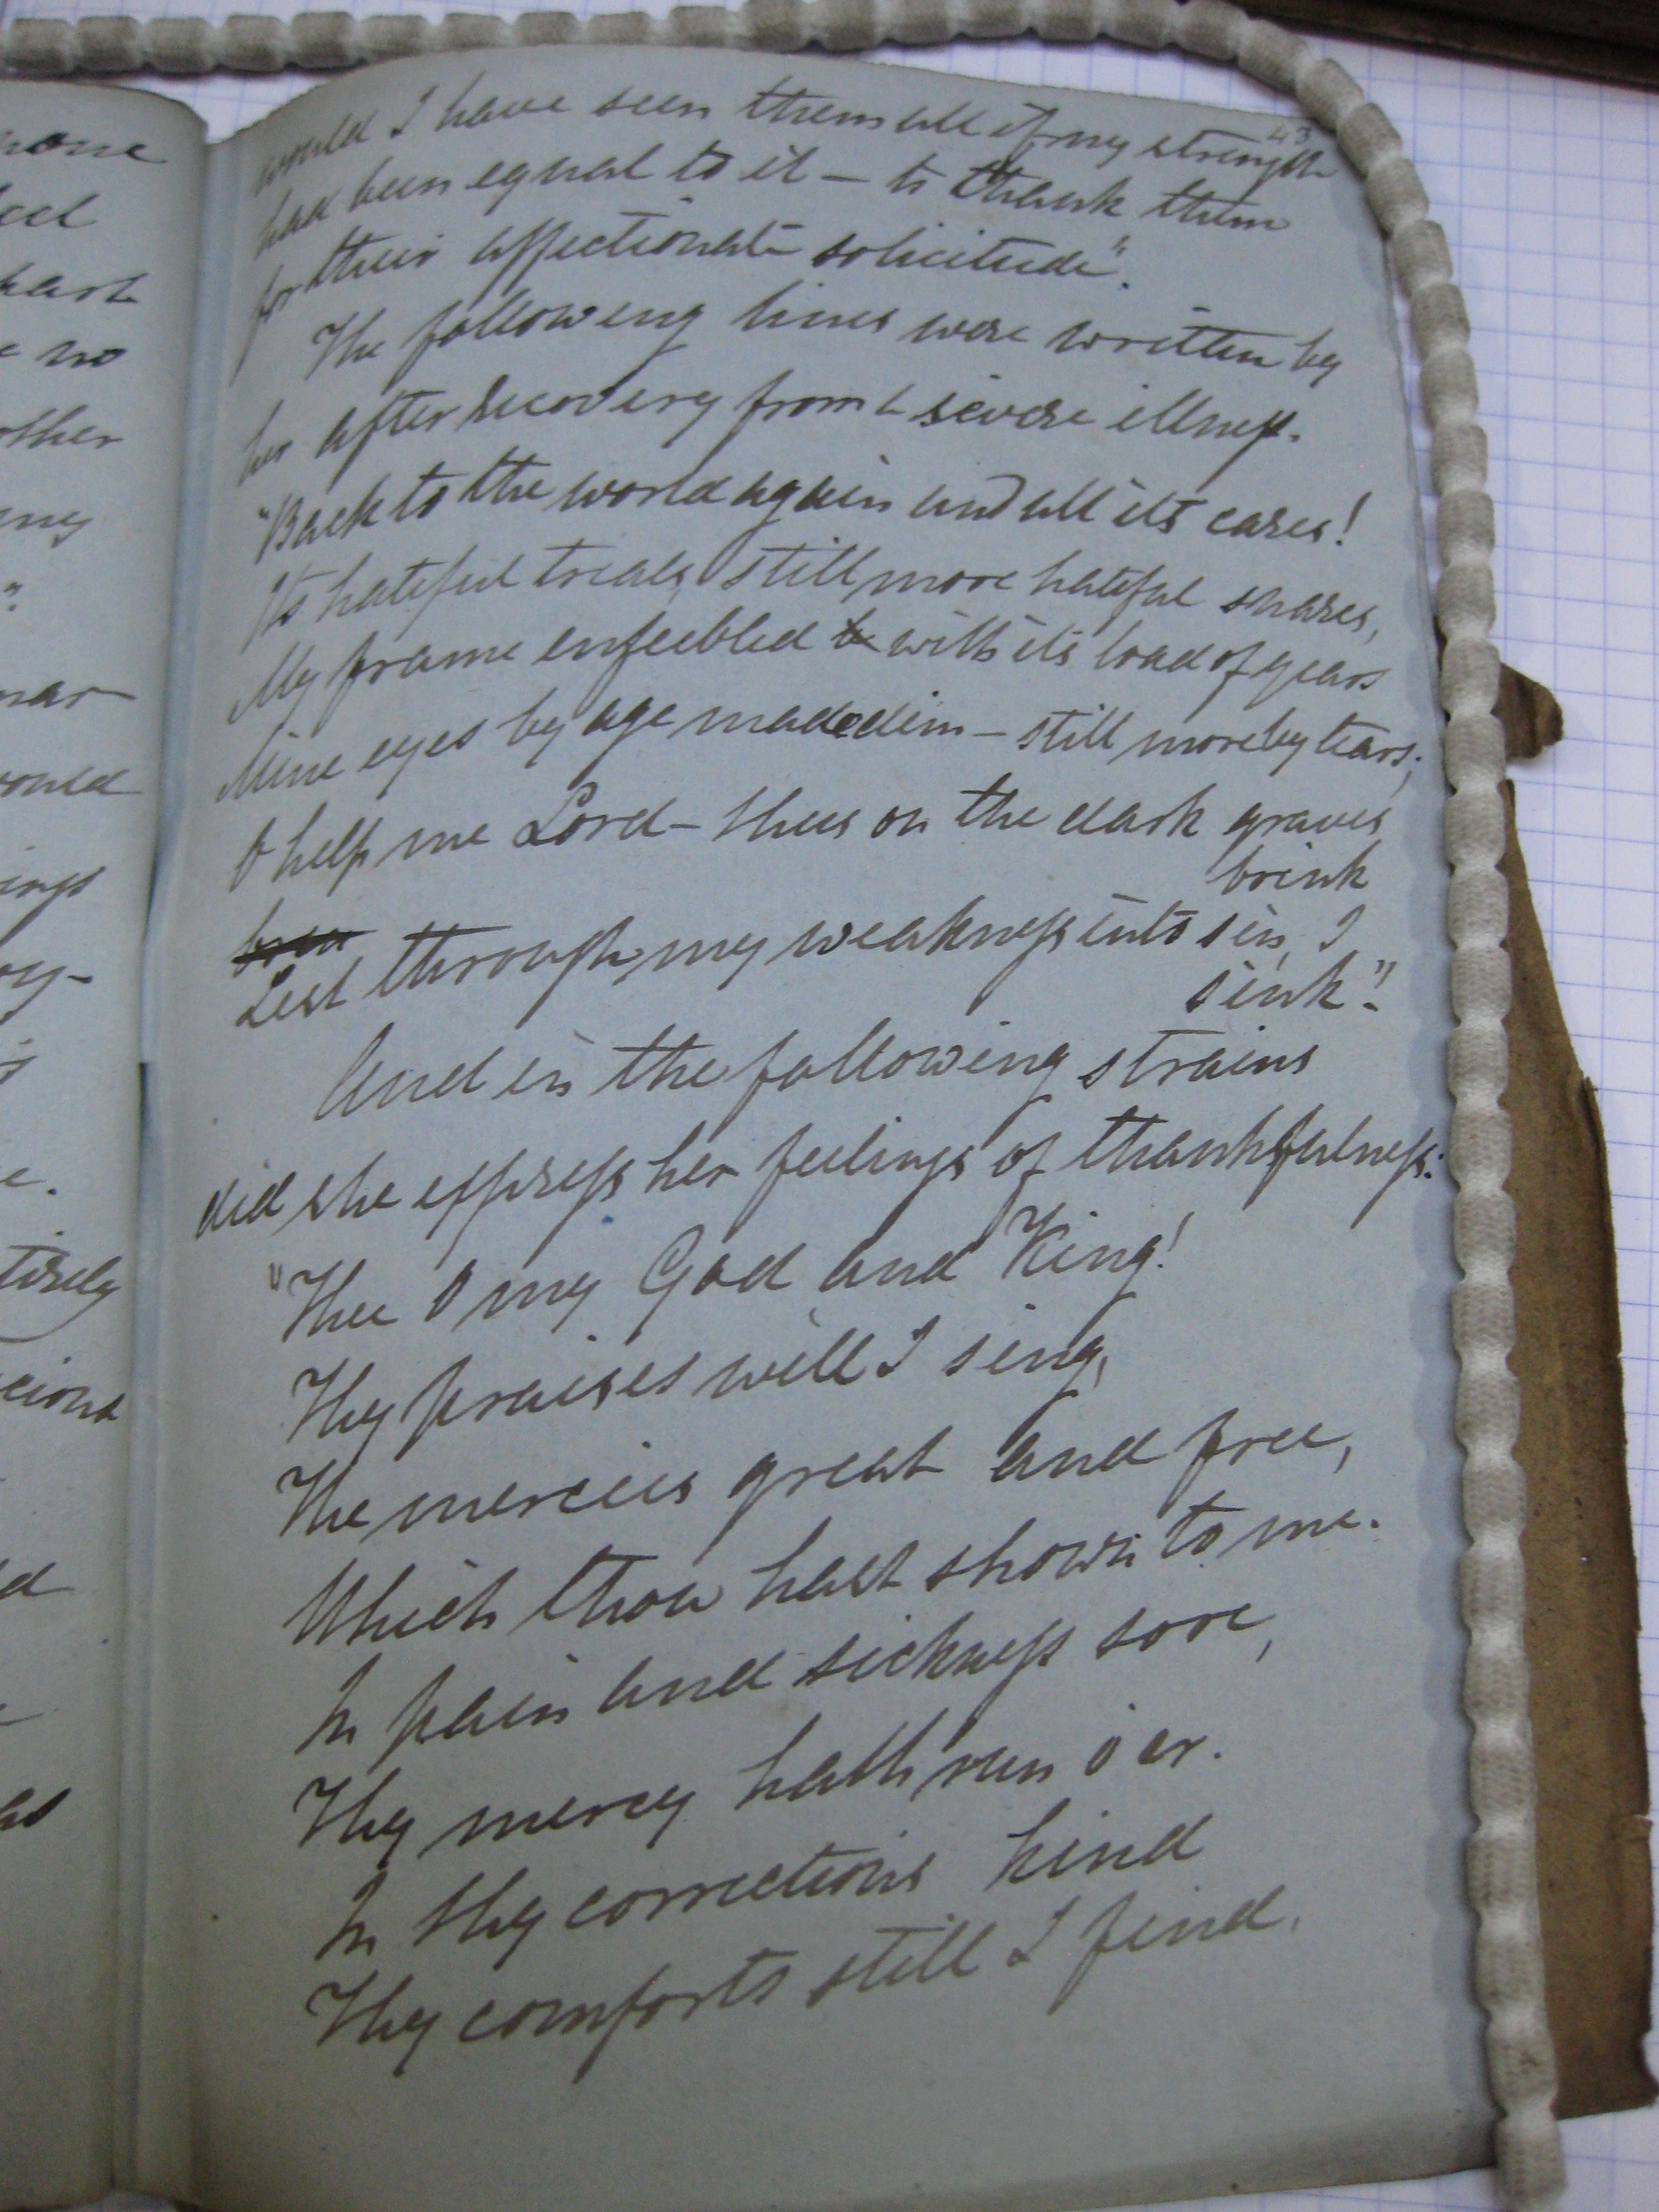 none
eel
heart
e no
other
any
".
mar
would
ings
oy-
is
e.
tirely
cious
d
as
43
would I have seen them all if my strength
had been equal to it – to thank them
for their affectionate solicitude".
The following lines were written by
her after recovery from a severe illness.
"Back to the world again and all its cares!
Its hateful treals, still more hateful snares,
My frame enfeebled with its load of years
Mine eyes by age made dim – still more by tears;
O help me Lord – thus on the dark graves
brink
Lest through my weakness into sin, I
sink"!
And in the following strains
did she express her feelings of thankfulness:
"Thee O my God and King!
Thy praises will I sing,
The mercies great and free,
Which thou hast shown to me.
In pain and sickness sore,
Thy mercy hath run o'er.
In thy corrections kind
Thy comforts still I find.